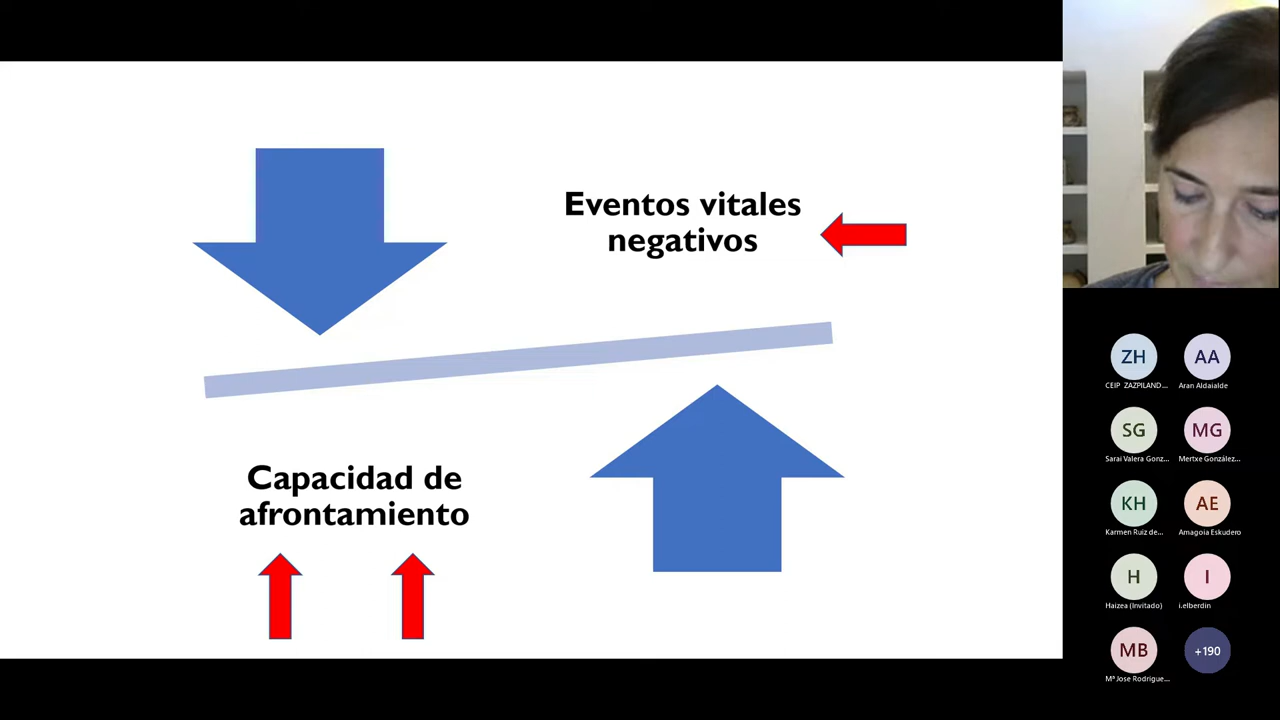 Eventos vitales
negativos
Capacidad de
afrontamiento
ZH
AA
CEIP ZAZPILAND...
Aran Aldaialde
SG
MG
Sarai Valera Gonz...
Mertxe González...
KH
AE
Karmen Ruiz de...
Amagoia Eskudero
H
I
Haizea (Invitado)
i.elberdin
MB
+190
Mª Jose Rodrigue...